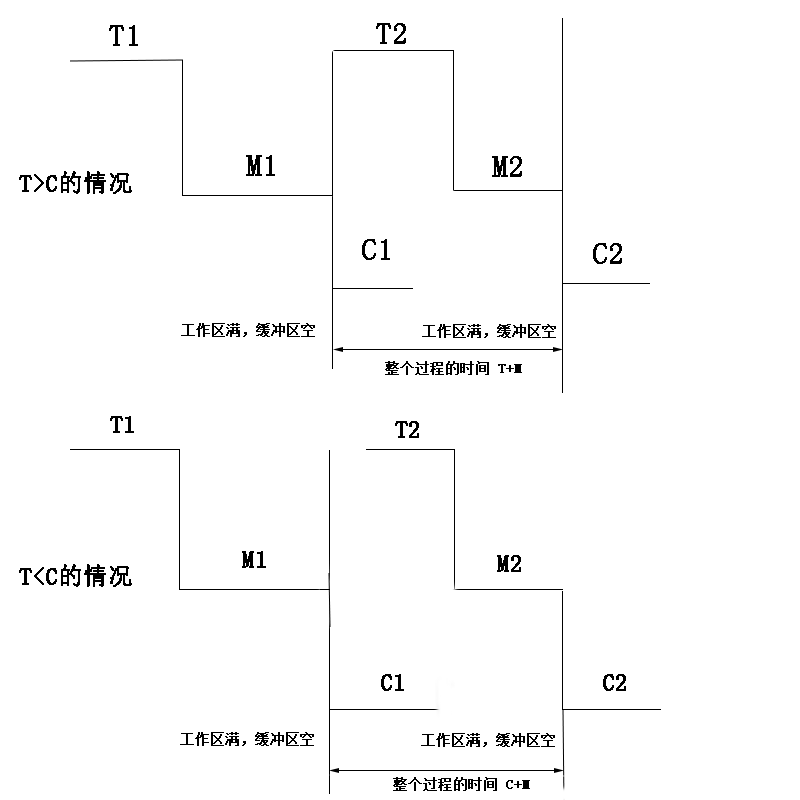 T1
T2
M1
M2
T>C的情况
C1
C2
工作区满，缓冲区空
工作区满，缓冲区空
整个过程的时间 T+M
T1
T2
M1
M2
T<C的情况
C1
C2
工作区满，缓冲区空
工作区满，缓冲区空
整个过程的时间 C+M